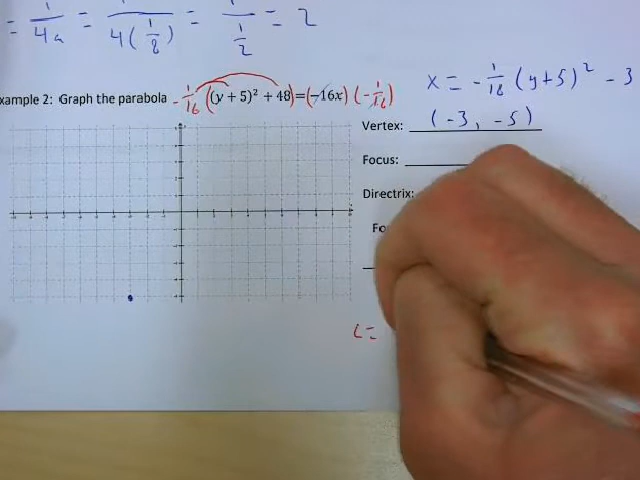 = 1/4a = 1/4(1/8) = 1/(1/2) = 2
xample 2: Graph the parabola -1/16 ((y + 5)² + 48)=(−16x) (-1/16)
x = -1/16 (y+5)² - 3
Vertex: (-3, -5)
Focus:
Directrix:
Fo
c =